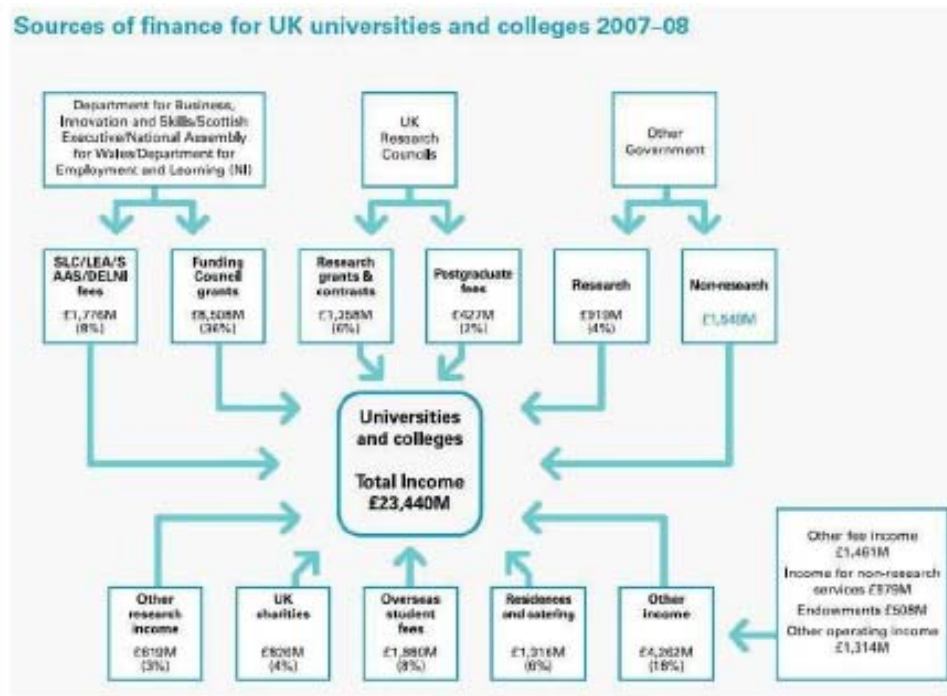 Sources of finance for UK universities and colleges 2007–08
Department for Business,
Innovation and Skills/Scottish
Executive/National Assembly
for Wales/Department for
Employment and Learning (NI)
UK
Research
Councils
Other
Government
SLC/LEA/S
AAS/DELNI
fees
£1,776M
(8%)
Funding
Council
grants
£8,508M
(36%)
Research
grants &
contracts
£1,358M
(6%)
Postgraduate
fees
£427M
(2%)
Research
£919M
(4%)
Non-research
Universities
and colleges
Total Income
£23,440M
Other
research
income
£619M
(3%)
UK
charities
£826M
(4%)
Overseas
student
fees
£1,880M
(8%)
Residences
and catering
£1,316M
(6%)
Other
income
£4,262M
(18%)
Other fee income
£1,461M
Income for non-research
services £979M
Endowments £508M
Other operating income
£1,314M